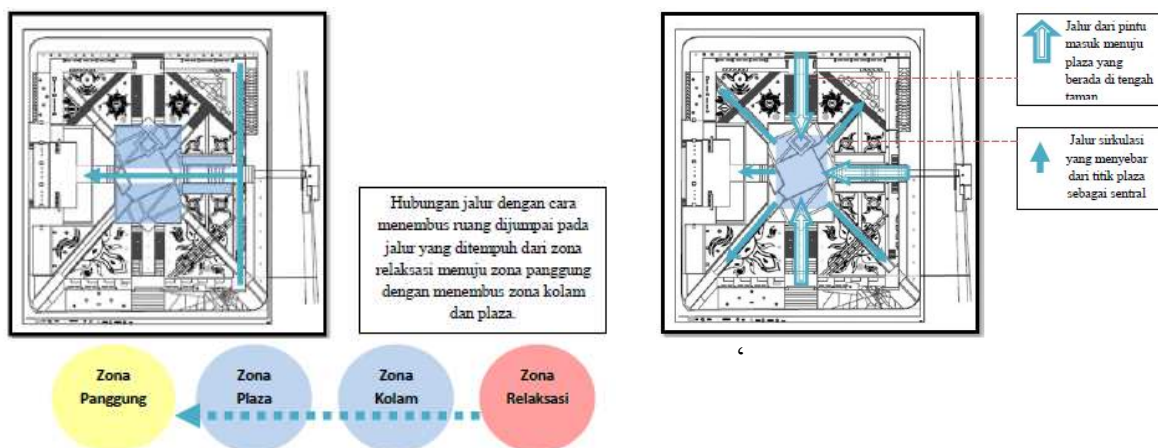 Hubungan jalur dengan cara
menembus ruang dijumpai pada
jalur yang ditempuh dari zona
relaksasi menuju zona panggung
dengan menembus zona kolam
dan plaza.
Zona
Panggung
Zona
Plaza
Zona
Kolam
Zona
Relaksasi
Jalur dari pintu
masuk menuju
plaza yang
berada di tengah
taman
Jalur sirkulasi
yang menyebar
dari titik plaza
sebagai sentral
‘